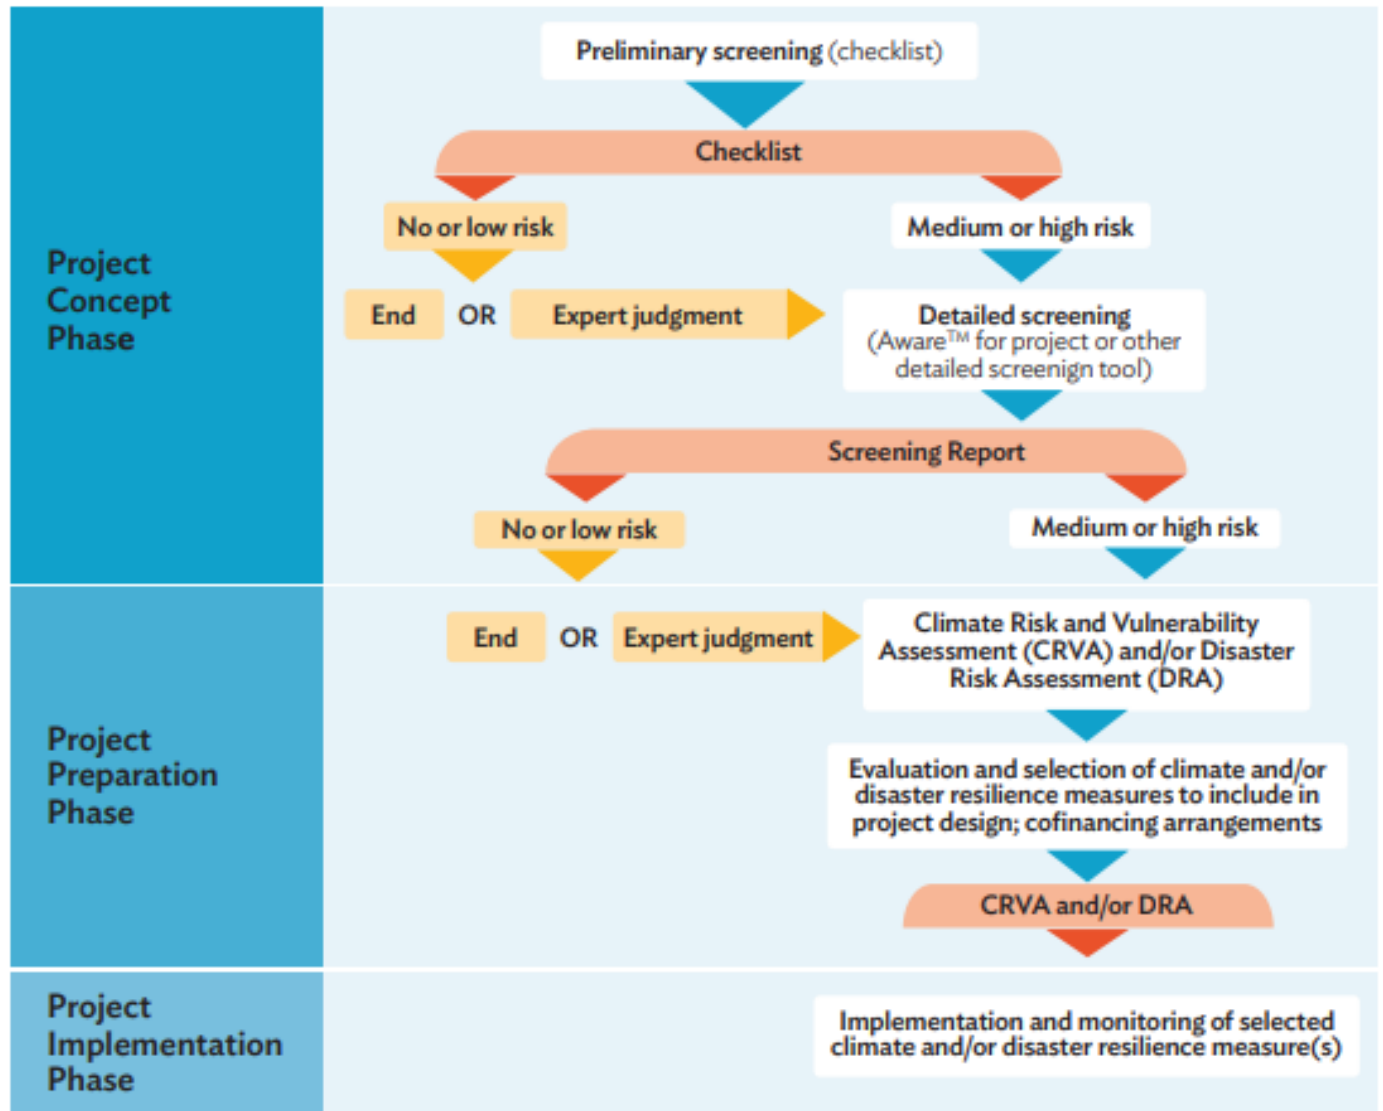 Preliminary screening (checklist)
Checklist
No or low risk
Medium or high risk
Project
Concept
Phase
End OR Expert judgment
Detailed screening
(Aware™ for project or other
detailed screenign tool)
Screening Report
No or low risk
Medium or high risk
End OR Expert judgment
Climate Risk and Vulnerability
Assessment (CRVA) and/or Disaster
Risk Assessment (DRA)
Project
Preparation
Phase
Evaluation and selection of climate and/or
disaster resilience measures to include in
project design; cofinancing arrangements
CRVA and/or DRA
Project
Implementation
Phase
Implementation and monitoring of selected
climate and/or disaster resilience measure(s)